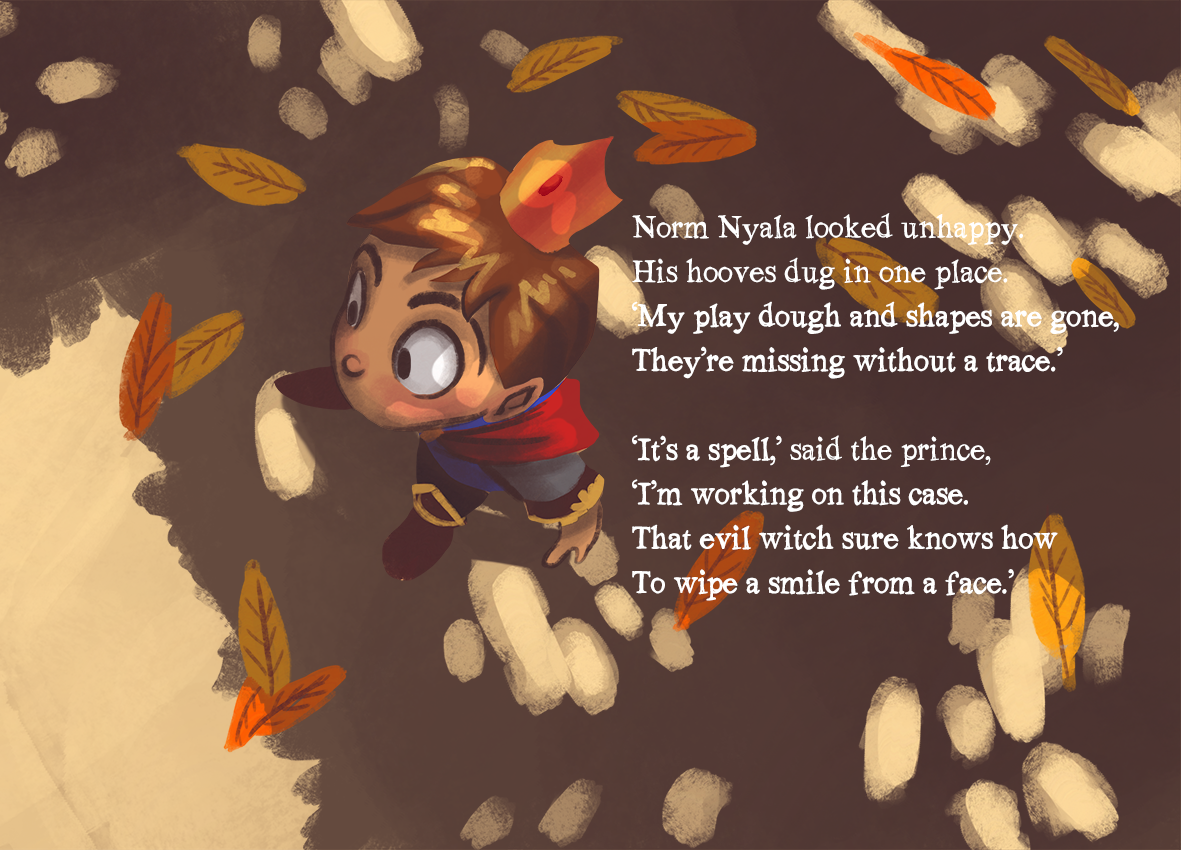 Norm Nyala looked unhappy.
His hooves dug in one place.
‘My play dough and shapes are gone,
They’re missing without a trace.’
‘It’s a spell,’ said the prince,
‘I’m working on this case.
That evil witch sure knows how
To wipe a smile from a face.’